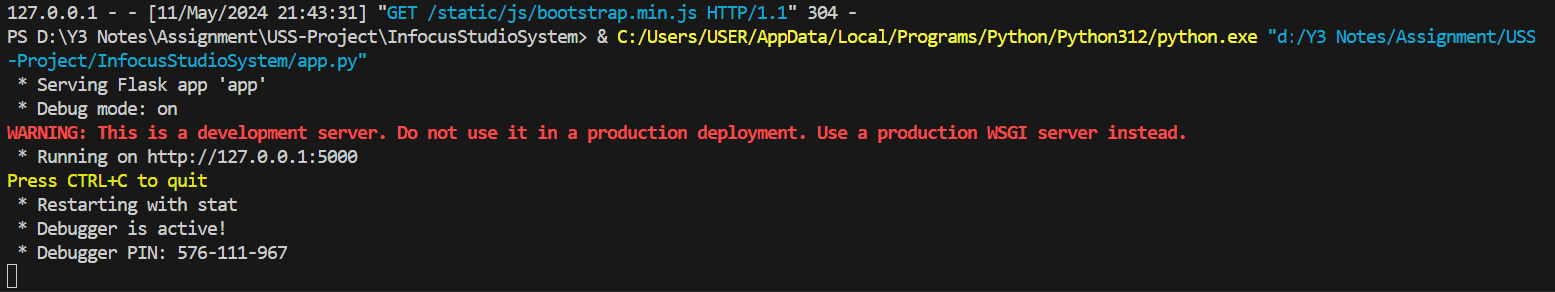 127.0.0.1 - - [11/May/2024 21:43:31] "GET /static/js/bootstrap.min.js HTTP/1.1" 304 -
PS D:\Y3 Notes\Assignment\USS-Project\InfocusStudioSystem> & C:/Users/USER/AppData/Local/Programs/Python/Python312/python.exe "d:/Y3 Notes/Assignment/USS
-Project/InfocusStudioSystem/app.py"
 * Serving Flask app 'app'
 * Debug mode: on
WARNING: This is a development server. Do not use it in a production deployment. Use a production WSGI server instead.
 * Running on http://127.0.0.1:5000
Press CTRL+C to quit
 * Restarting with stat
 * Debugger is active!
 * Debugger PIN: 576-111-967